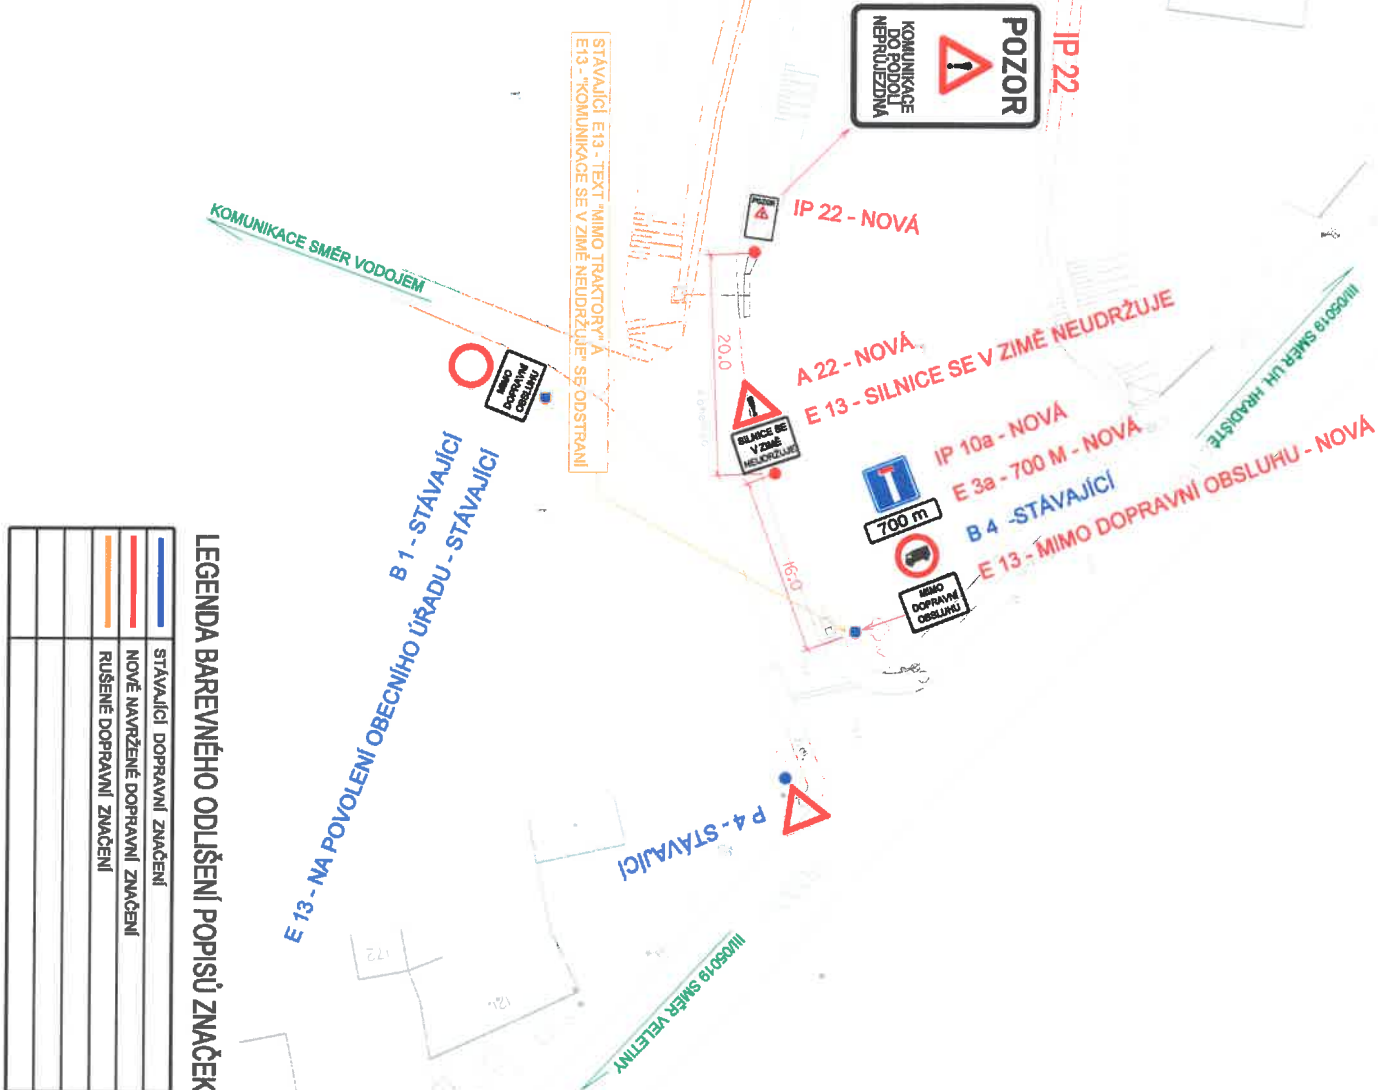 IP 22
POZOR
KOMUNIKACE
DO PODOLÍ
NEPRŮJEZDNÁ
STÁVAJÍCÍ E13 - TEXT "MIMO TRAKTORY" A
E13 - "KOMUNIKACE SE V ZIMĚ NEUDRŽUJE" SE ODSTRANÍ
POZOR
IP 22 - NOVÁ
KOMUNIKACE SMĚR VODOJEM
20.0
A 22 - NOVÁ
E 13 - SILNICE SE V ZIMĚ NEUDRŽUJE
SILNICE SE
V ZIMĚ
NEUDRŽUJE
III/05019 SMĚR UH. HRADIŠTĚ
MIMO
DOPRAVNÍ
OBSLUHU
B 1 - STÁVAJÍCÍ
E 13 - NA POVOLENÍ OBECNÍHO ÚŘADU - STÁVAJÍCÍ
IP 10a - NOVÁ
E 3a - 700 M - NOVÁ
B 4 -STÁVAJÍCÍ
E 13 - MIMO DOPRAVNÍ OBSLUHU - NOVÁ
700 m
MIMO
DOPRAVNÍ
OBSLUHU
16.0
P 4 - STÁVAJÍCÍ
III/05019 SMĚR VELETINY
172
LEGENDA BAREVNÉHO ODLIŠENÍ POPISŮ ZNAČEK
STÁVAJÍCÍ DOPRAVNÍ ZNAČENÍ
NOVĚ NAVRŽENÉ DOPRAVNÍ ZNAČENÍ
RUŠENÉ DOPRAVNÍ ZNAČENÍ